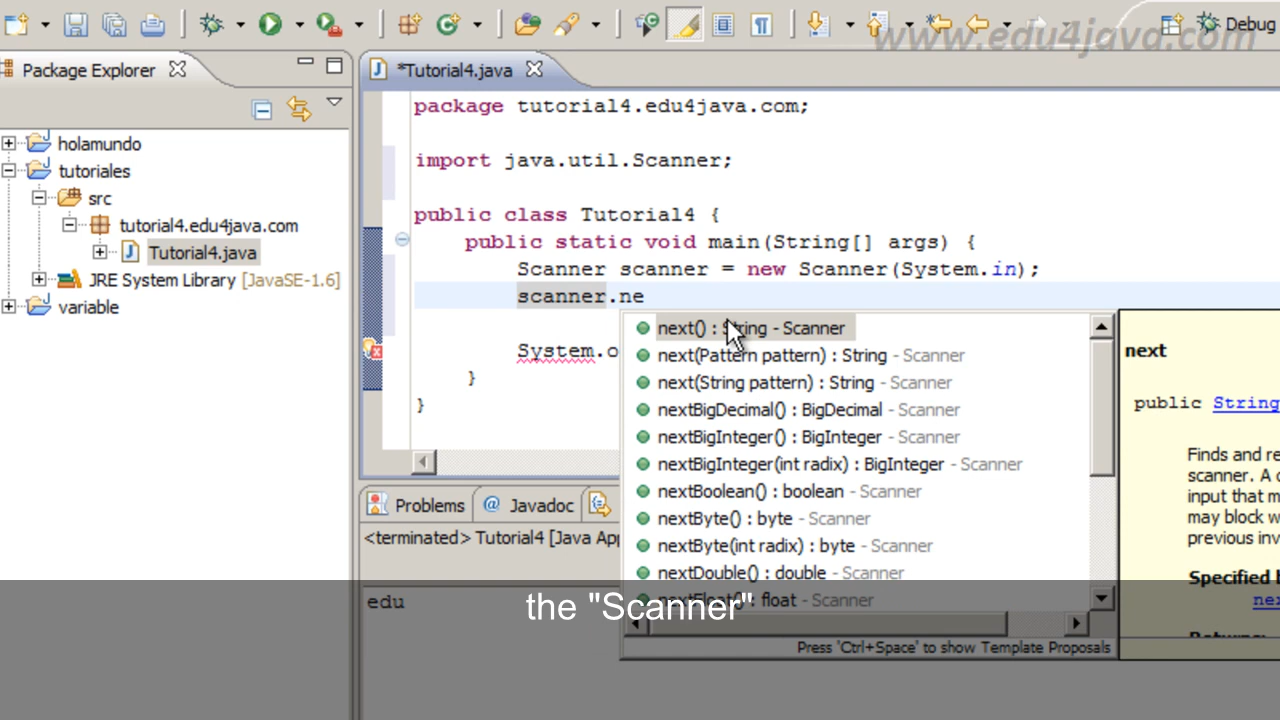 www.edu4java.com
Debug
Package Explorer
*Tutorial4.java
holamundo
tutoriales
src
tutorial4.edu4java.com
Tutorial4.java
JRE System Library [JavaSE-1.6]
variable
package tutorial4.edu4java.com;
import java.util.Scanner;
public class Tutorial4 {
public static void main(String[] args) {
Scanner scanner = new Scanner(System.in);
scanner.ne
System.o
}
}
next() : String - Scanner
next(Pattern pattern) : String - Scanner
next(String pattern) : String - Scanner
nextBigDecimal() : BigDecimal - Scanner
nextBigInteger() : BigInteger - Scanner
nextBigInteger(int radix) : BigInteger - Scanner
nextBoolean() : boolean - Scanner
nextByte() : byte - Scanner
nextByte(int radix) : byte - Scanner
nextDouble() : double - Scanner
nextFloat() : float - Scanner
Press 'Ctrl+Space' to show Template Proposals
next
public String
Finds and re
scanner. A c
input that m
may block w
previous inv
Specified b
nex
Problems
@ Javadoc
<terminated> Tutorial4 [Java App
edu
the "Scanner"